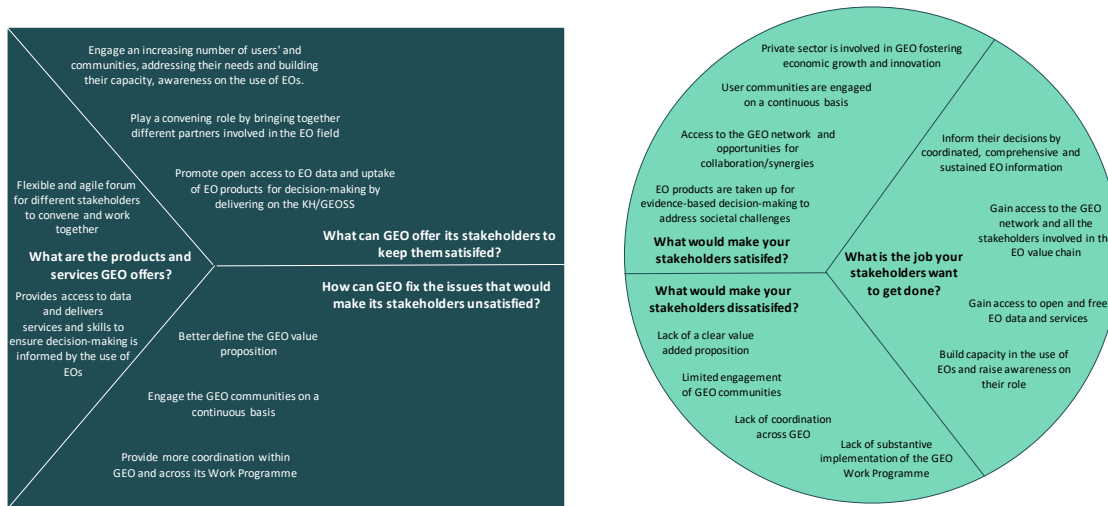 Engage an increasing number of users' and
communities, addressing their needs and building
their capacity, awareness on the use of EOs.
Play a convening role by bringing together
different partners involved in the EO field
Promote open access to EO data and uptake
of EO products for decision-making by
delivering on the KH/GEOSS
What can GEO offer its stakeholders to
keep them satisifed?
Flexible and agile forum
for different stakeholders
to convene and work
together
What are the products and
services GEO offers?
Provides access to data
and delivers
services and skills to
ensure decision-making is
informed by the use of
EOs
How can GEO fix the issues that would
make its stakeholders unsatisfied?
Better define the GEO value
proposition
Engage the GEO communities on a
continuous basis
Provide more coordination within
GEO and across its Work Programme
Private sector is involved in GEO fostering
economic growth and innovation
User communities are engaged
on a continuous basis
Access to the GEO network and
opportunities for
collaboration/synergies
EO products are taken up for
evidence-based decision-making to
address societal challenges
What would make your
stakeholders satisifed?
What would make your
stakeholders dissatisifed?
Lack of a clear value
added proposition
Limited engagement
of GEO communities
Lack of coordination
across GEO
Lack of substantive
implementation of the GEO
Work Programme
What is the job your
stakeholders want
to get done?
Inform their decisions by
coordinated, comprehensive and
sustained EO information
Gain access to the GEO
network and all the
stakeholders involved in the
EO value chain
Gain access to open and free
EO data and services
Build capacity in the use of
EOs and raise awareness on
their role